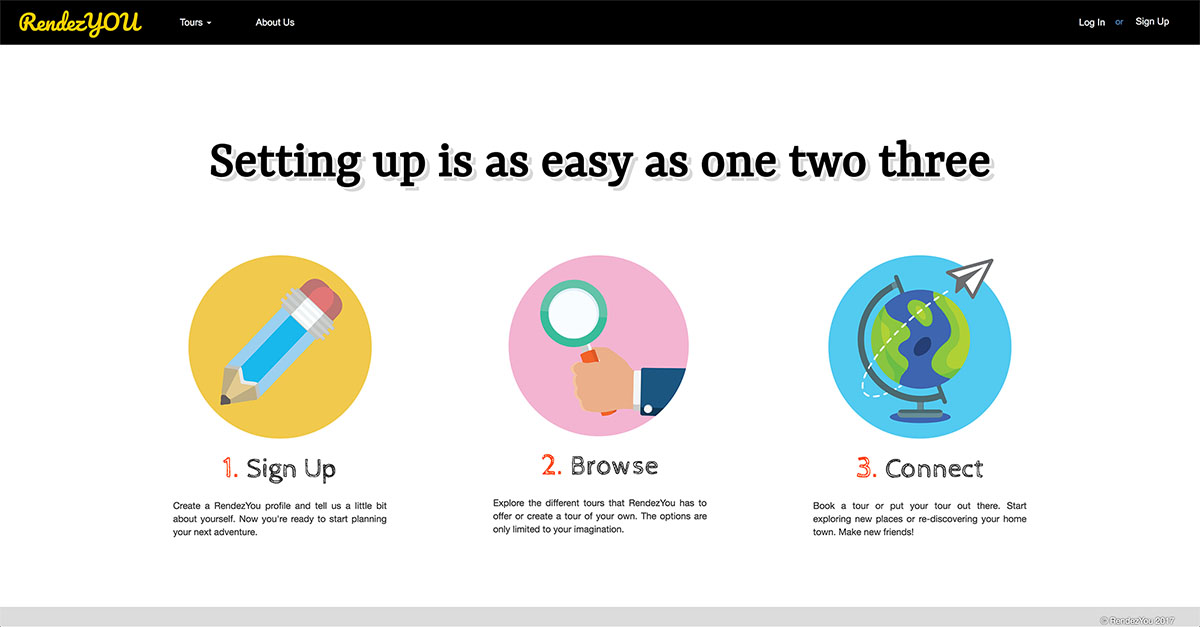 RendezYOU Tours About Us Log In or Sign Up
Setting up is as easy as one two three
1. Sign Up
Create a RendezYou profile and tell us a little bit
about yourself. Now you're ready to start planning
your next adventure.
2. Browse
Explore the different tours that RendezYou has to
offer or create a tour of your own. The options are
only limited to your imagination.
3. Connect
Book a tour or put your tour out there. Start
exploring new places or re-discovering your home
town. Make new friends!
© RendezYou 2017